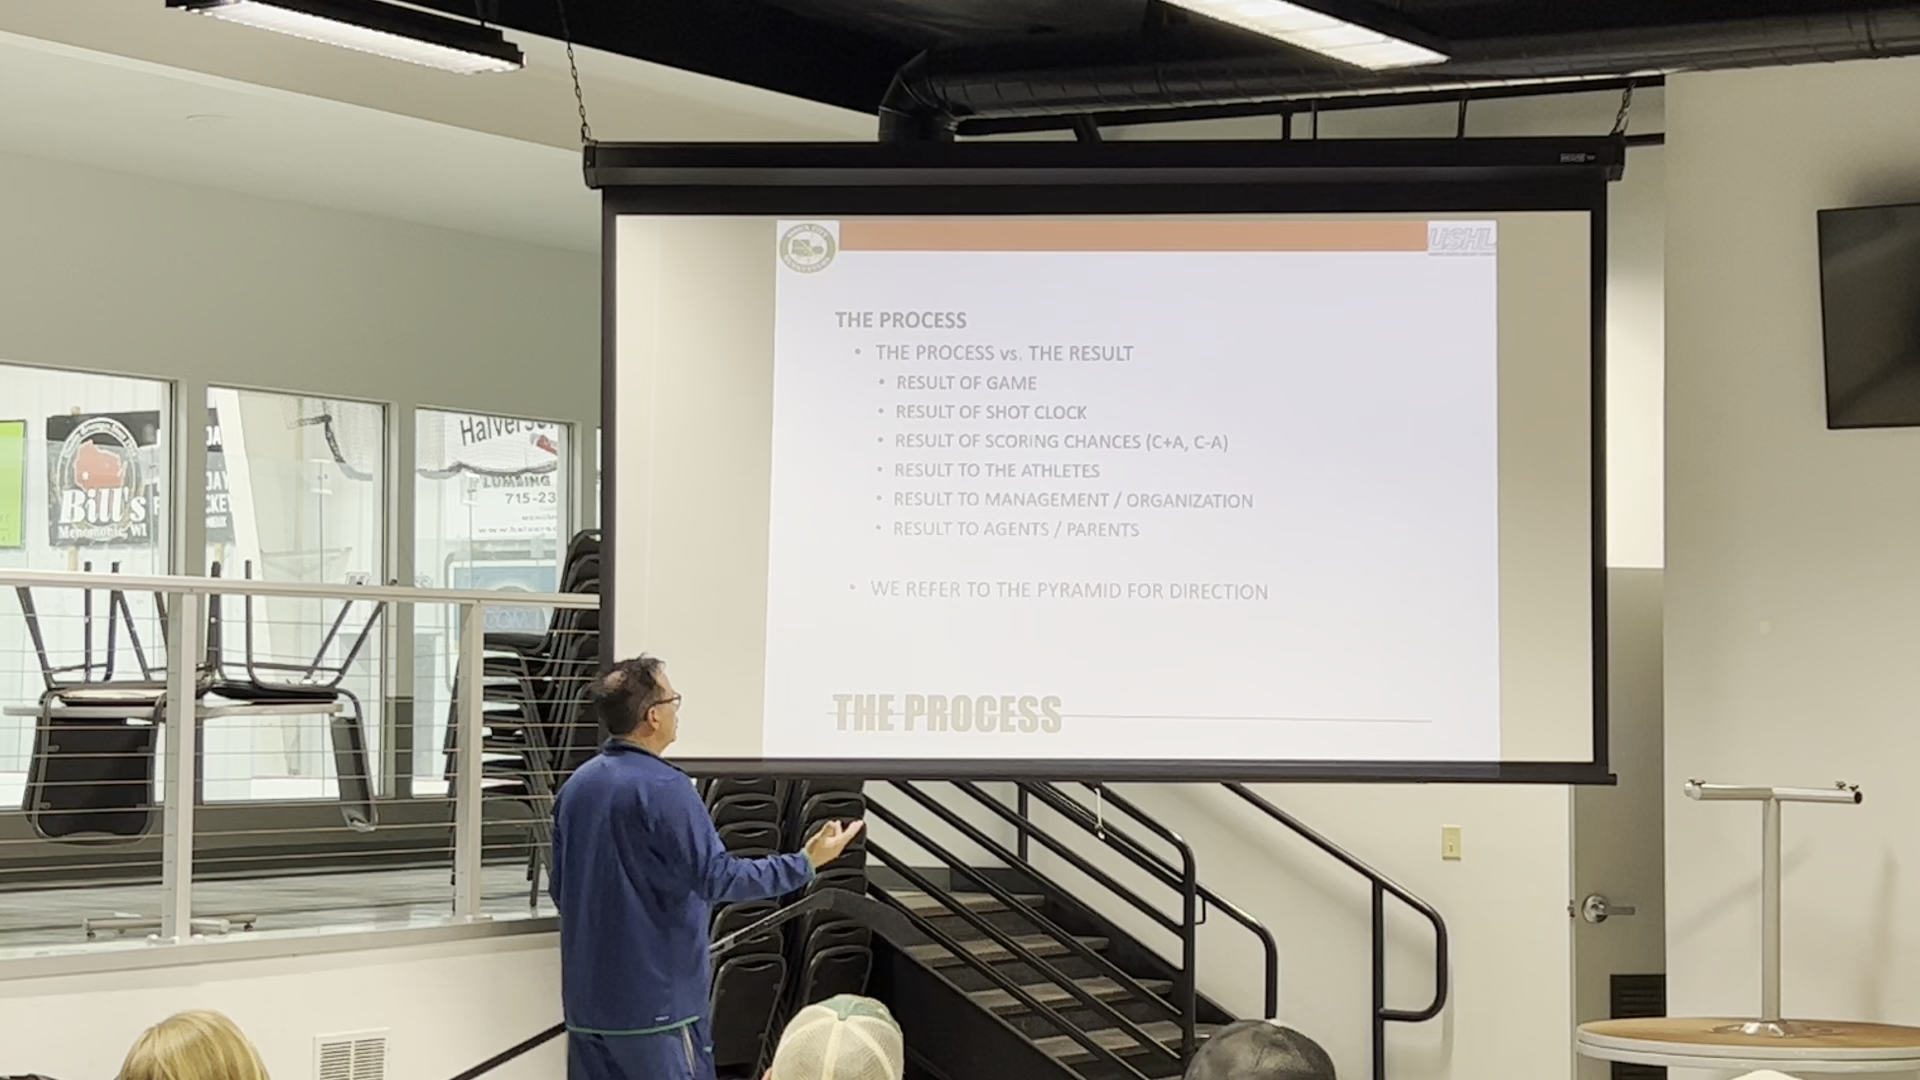 USHL
THE PROCESS
• THE PROCESS vs. THE RESULT
• RESULT OF GAME
• RESULT OF SHOT CLOCK
• RESULT OF SCORING CHANCES (C+A, C-A)
• RESULT TO THE ATHLETES
• RESULT TO MANAGEMENT / ORGANIZATION
• RESULT TO AGENTS / PARENTS
• WE REFER TO THE PYRAMID FOR DIRECTION
THE PROCESS
Bill's
Menomonie, WI
PLUMBING
715-23